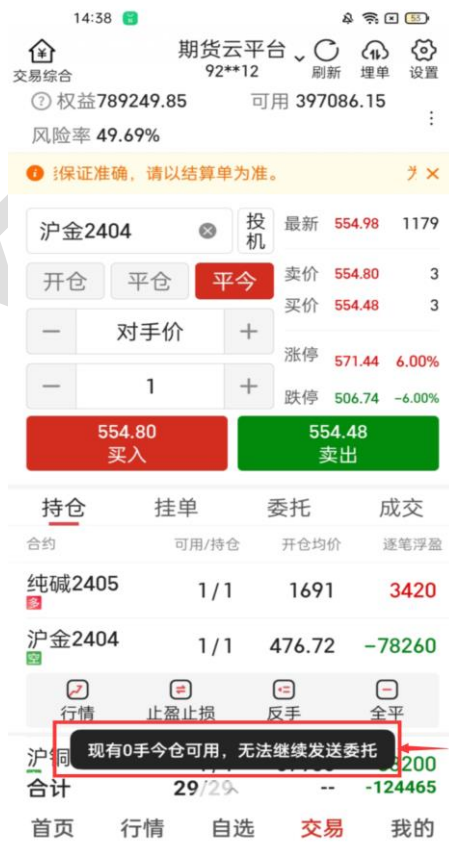 14:38 55
期货云平台
92**12
交易综合 刷新 埋单 设置
权益789249.85 可用 397086.15
风险率 49.69%
保证准确，请以结算单为准。
沪金2404 投机 最新 554.98 1179
开仓 平仓 平今 卖价 554.80 3
买价 554.48 3
对手价
涨停 571.44 6.00%
1
跌停 506.74 -6.00%
554.80 554.48
买入 卖出
持仓 挂单 委托 成交
合约 可用/持仓 开仓均价 逐笔浮盈
纯碱2405 1/1 1691 3420
多
沪金2404 1/1 476.72 -78260
空
行情 止盈止损 反手 全平
现有0手今仓可用，无法继续发送委托
沪铜
合计 29/29 -- -124465
首页 行情 自选 交易 我的